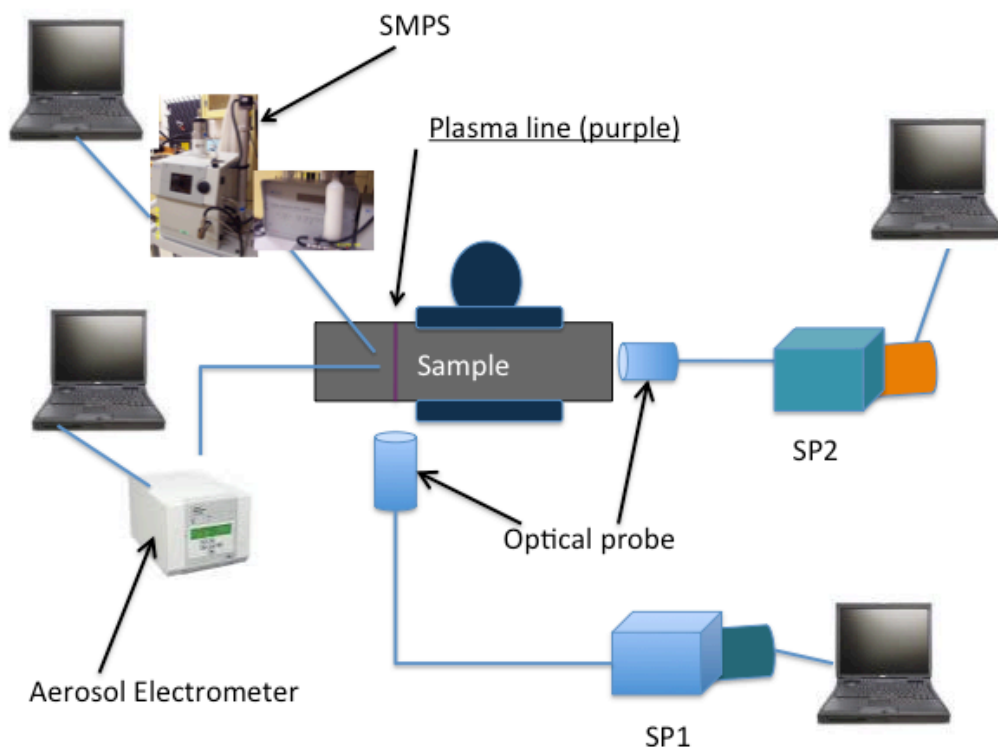 SMPS
Plasma line (purple)
Sample
SP2
Optical probe
Aerosol Electrometer
SP1